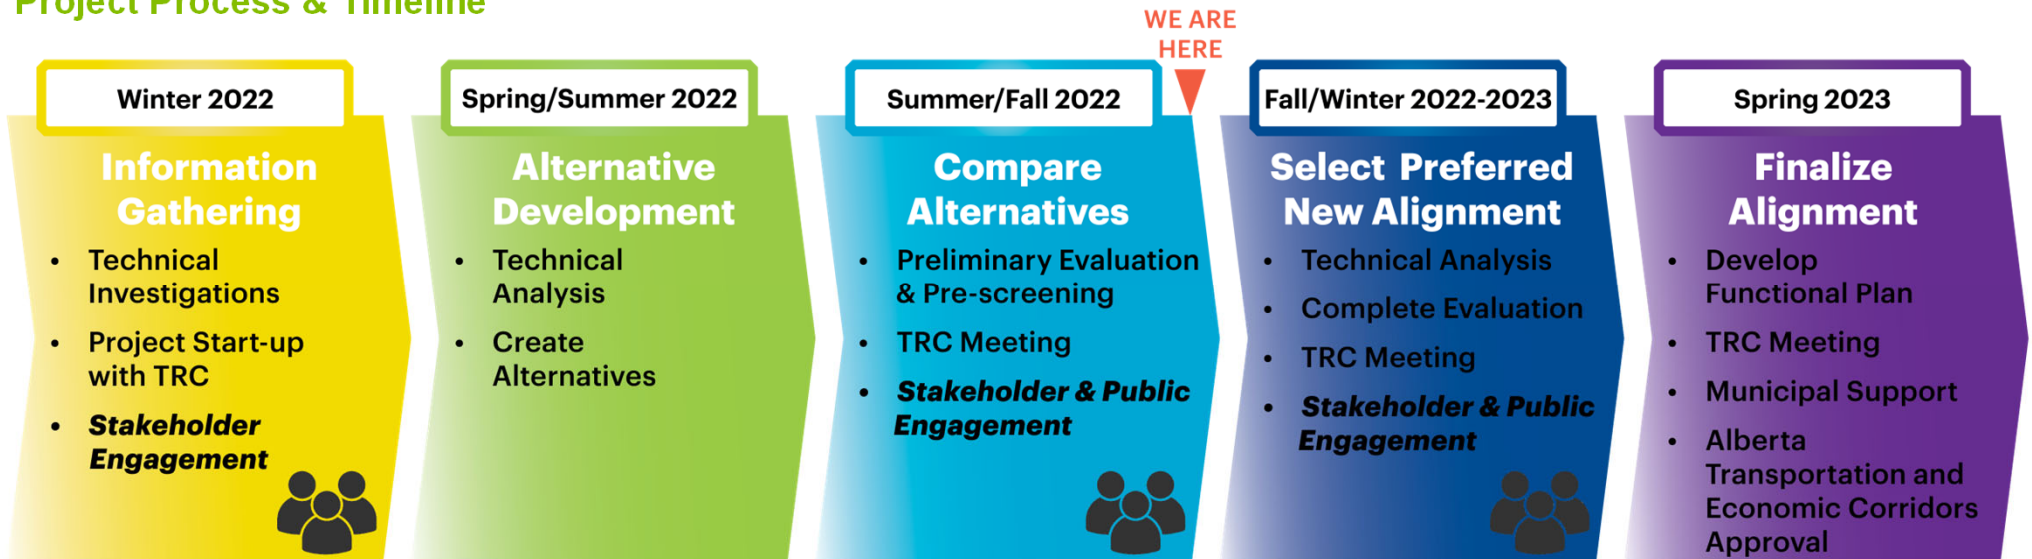 Project Process & Timeline
WE ARE
HERE
Winter 2022
Information
Gathering
• Technical
Investigations
• Project Start-up
with TRC
• Stakeholder
Engagement
Spring/Summer 2022
Alternative
Development
• Technical
Analysis
• Create
Alternatives
Summer/Fall 2022
Compare
Alternatives
• Preliminary Evaluation
& Pre-screening
• TRC Meeting
• Stakeholder & Public
Engagement
Fall/Winter 2022-2023
Select Preferred
New Alignment
• Technical Analysis
• Complete Evaluation
• TRC Meeting
• Stakeholder & Public
Engagement
Spring 2023
Finalize
Alignment
• Develop
Functional Plan
• TRC Meeting
• Municipal Support
• Alberta
Transportation and
Economic Corridors
Approval